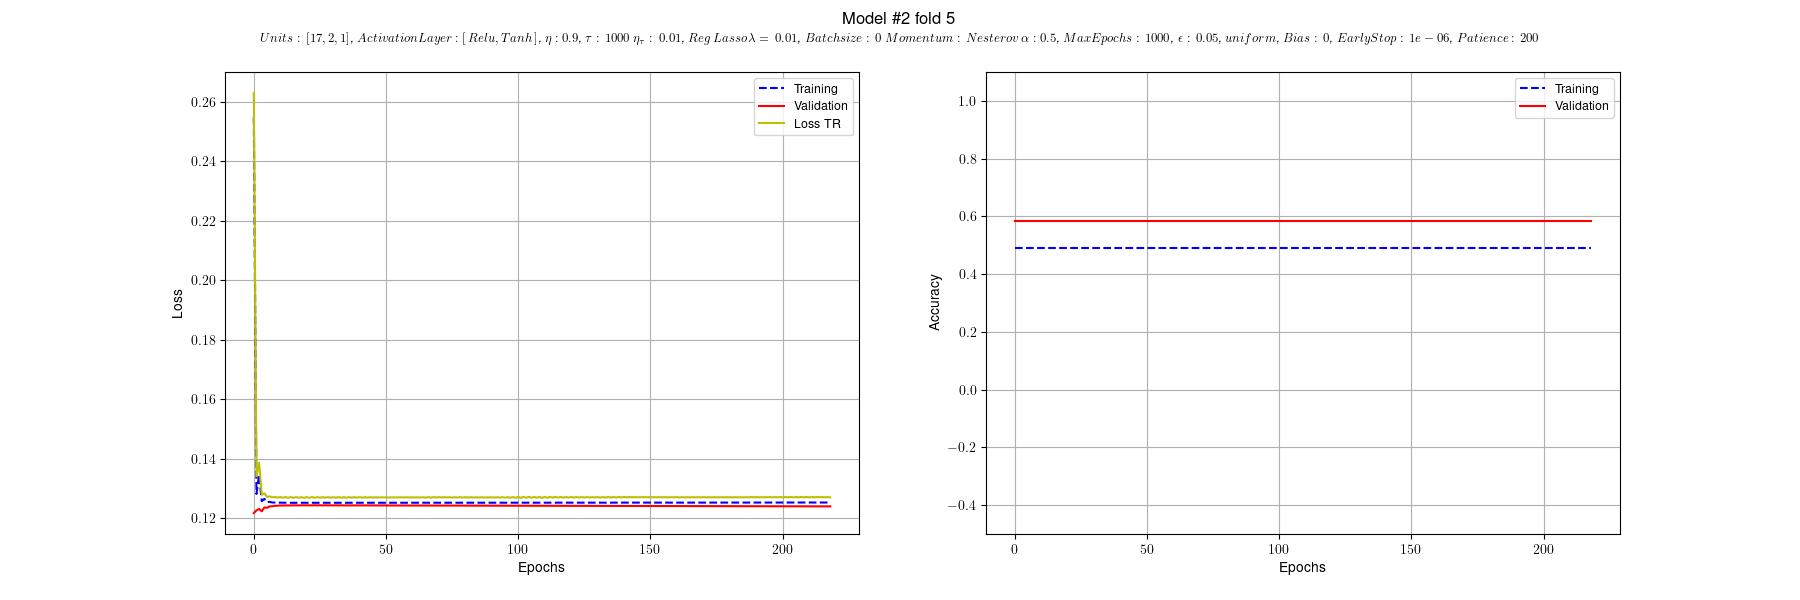 Model #2 fold 5
Units : [17, 2, 1], ActivationLayer : [ Relu, Tanh ], η : 0.9, τ : 1000 η_τ : 0.01, Reg Lasso λ = 0.01, Batchsize : 0 Momentum : Nesterov α : 0.5, MaxEpochs : 1000, ϵ : 0.05, uniform, Bias : 0, EarlyStop : 1e − 06, Patience : 200
Training
Validation
Loss TR
0.26
0.24
0.22
0.20
0.18
0.16
0.14
0.12
Loss
0 50 100 150 200
Epochs
Training
Validation
1.0
0.8
0.6
0.4
0.2
0.0
−0.2
−0.4
Accuracy
0 50 100 150 200
Epochs